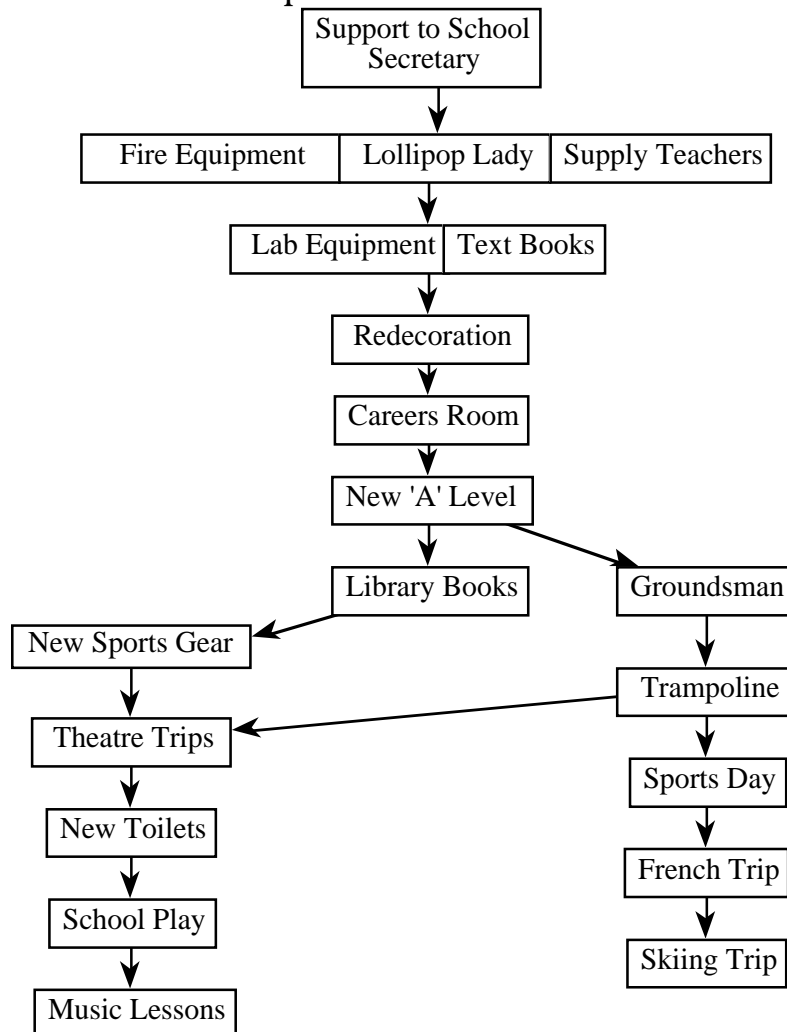 Support to School
Secretary
Fire Equipment Lollipop Lady Supply Teachers
Lab Equipment Text Books
Redecoration
Careers Room
New 'A' Level
Library Books Groundsman
New Sports Gear
Trampoline
Theatre Trips
Sports Day
New Toilets
French Trip
School Play
Skiing Trip
Music Lessons